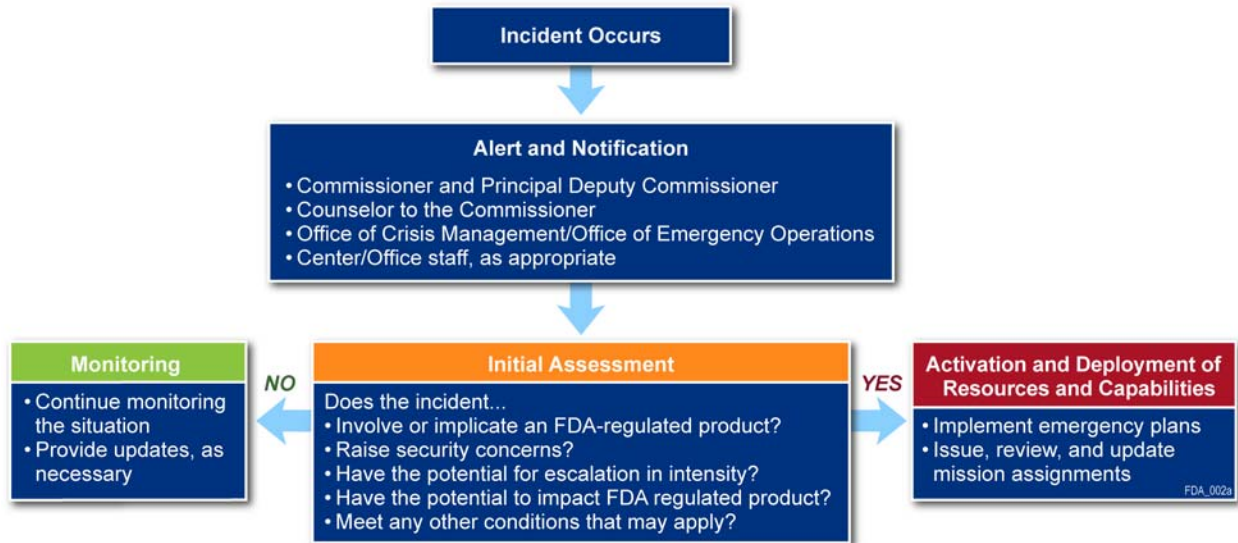 Incident Occurs
Alert and Notification
• Commissioner and Principal Deputy Commissioner
• Counselor to the Commissioner
• Office of Crisis Management/Office of Emergency Operations
• Center/Office staff, as appropriate
Monitoring
• Continue monitoring
the situation
• Provide updates, as
necessary
NO
Initial Assessment
Does the incident...
• Involve or implicate an FDA-regulated product?
• Raise security concerns?
• Have the potential for escalation in intensity?
• Have the potential to impact FDA regulated product?
• Meet any other conditions that may apply?
YES
Activation and Deployment of
Resources and Capabilities
• Implement emergency plans
• Issue, review, and update
mission assignments
FDA_002a